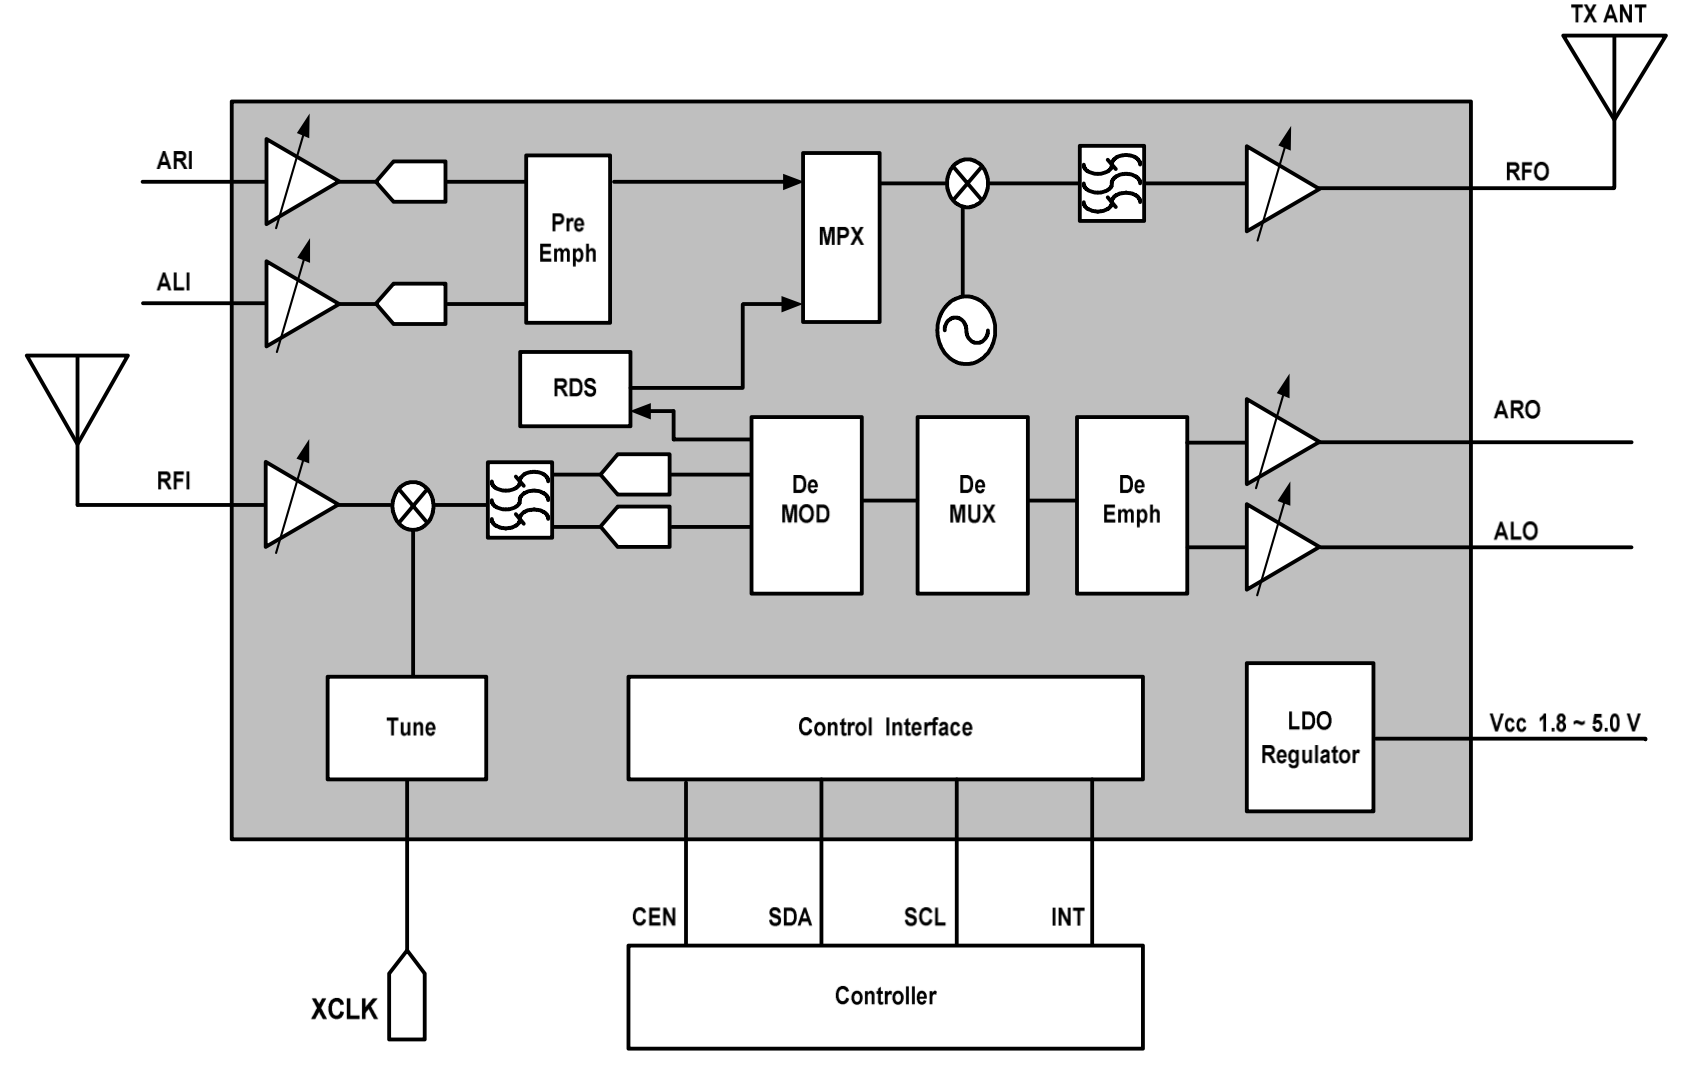 TX ANT
ARI
RFO
Pre
Emph
MPX
ALI
RDS
ARO
RFI
De
MOD
De
MUX
De
Emph
ALO
Tune
Control Interface
LDO
Regulator
Vcc 1.8 ~ 5.0 V
CEN
SDA
SCL
INT
XCLK
Controller